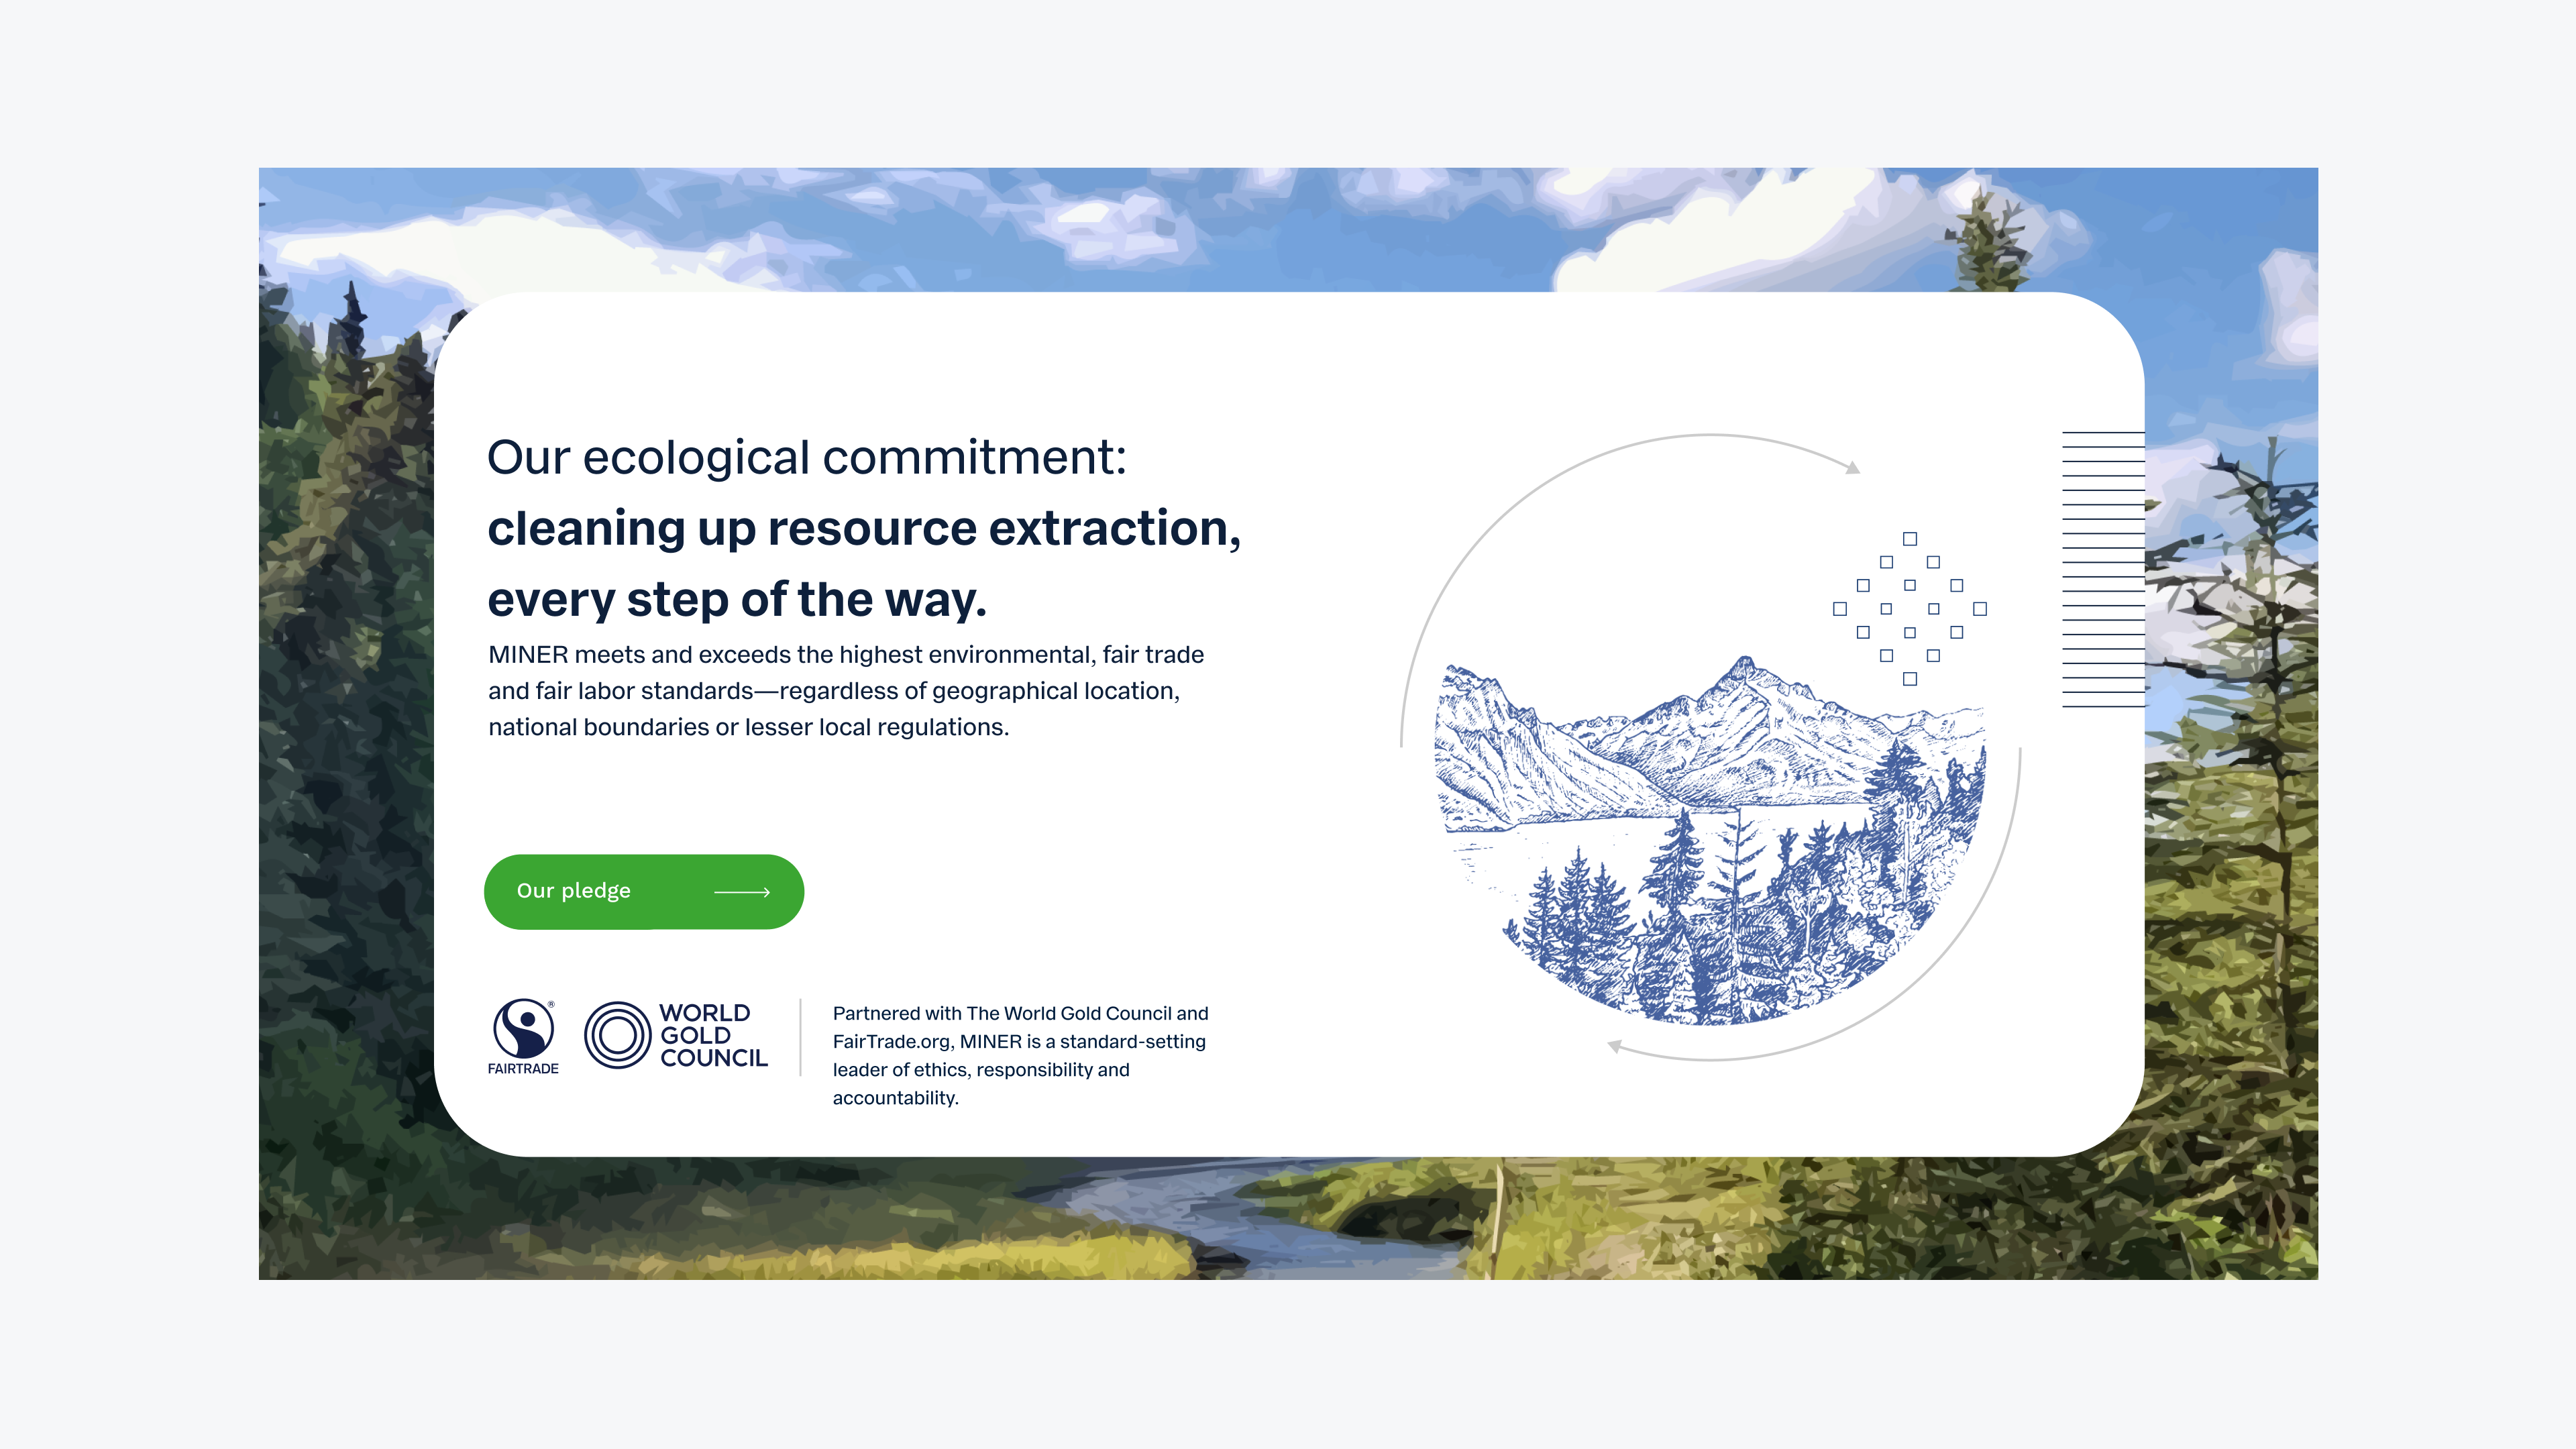 Our ecological commitment:
cleaning up resource extraction,
every step of the way.
MINER meets and exceeds the highest environmental, fair trade
and fair labor standards—regardless of geographical location,
national boundaries or lesser local regulations.
Our pledge
®
FAIRTRADE
WORLD
GOLD
COUNCIL
Partnered with The World Gold Council and
FairTrade.org, MINER is a standard-setting
leader of ethics, responsibility and
accountability.